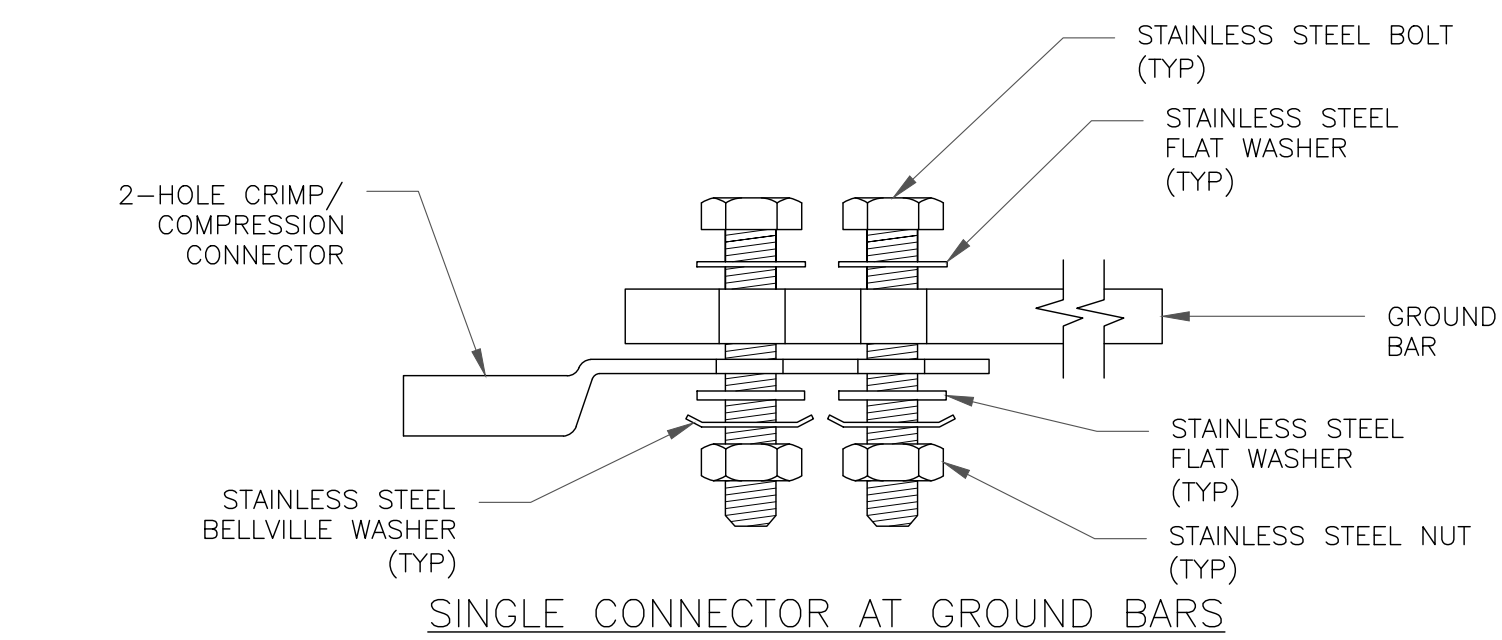 STAINLESS STEEL BOLT
(TYP)
STAINLESS STEEL
FLAT WASHER
(TYP)
2-HOLE CRIMP/
COMPRESSION
CONNECTOR
GROUND
BAR
STAINLESS STEEL
FLAT WASHER
(TYP)
STAINLESS STEEL
BELLVILLE WASHER
(TYP)
STAINLESS STEEL NUT
(TYP)
SINGLE CONNECTOR AT GROUND BARS